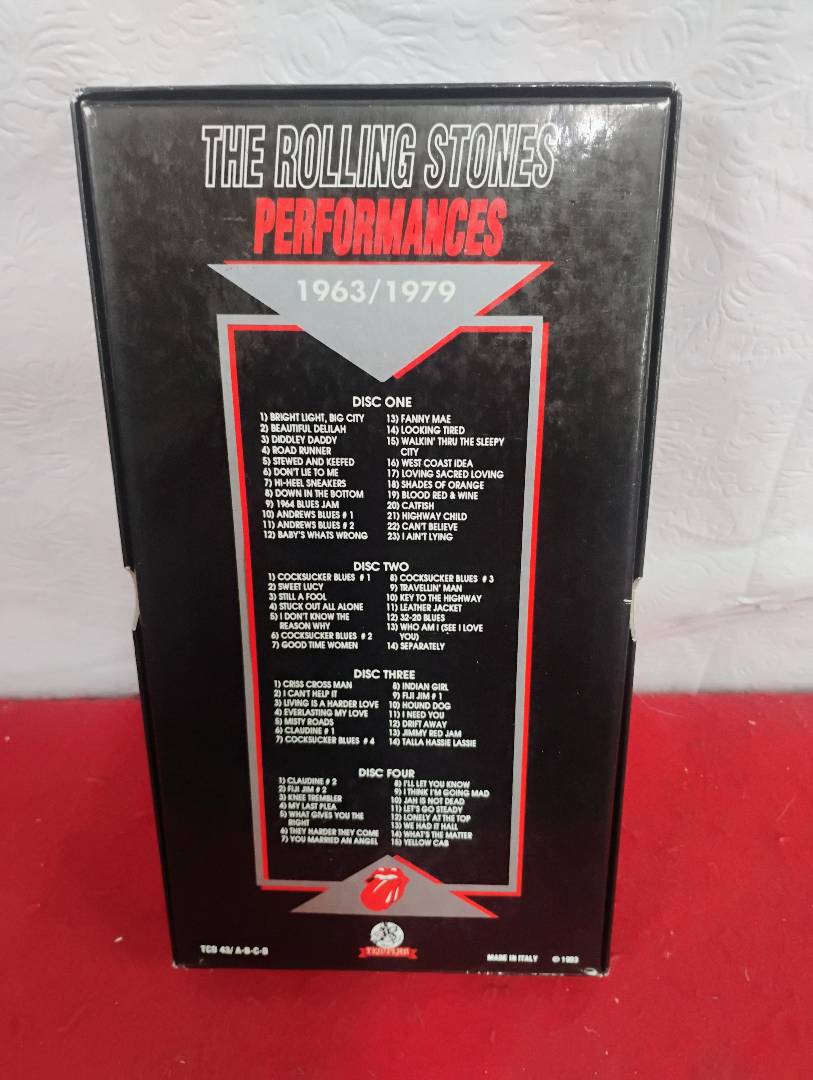 THE ROLLING STONES
PERFORMANCES
1963/1979
DISC ONE
1) BRIGHT LIGHT, BIG CITY
2) BEAUTIFUL DELILAH
3) DIDDLEY DADDY
4) ROAD RUNNER
5) STEWED AND KEEFED
6) DON'T LIE TO ME
7) HI-HEEL SNEAKERS
8) DOWN IN THE BOTTOM
9) 1964 BLUES JAM
10) ANDREWS BLUES # 1
11) ANDREWS BLUES # 2
12) BABY'S WHATS WRONG
13) FANNY MAE
14) LOOKING TIRED
15) WALKIN' THRU THE SLEEPY
CITY
16) WEST COAST IDEA
17) LOVING SACRED LOVING
18) SHADES OF ORANGE
19) BLOOD RED & WINE
20) CATFISH
21) HIGHWAY CHILD
22) CAN'T BELIEVE
23) I AIN'T LYING
DISC TWO
1) COCKSUCKER BLUES # 1
2) SWEET LUCY
3) STILL A FOOL
4) STUCK OUT ALL ALONE
5) I DON'T KNOW THE
REASON WHY
6) COCKSUCKER BLUES # 2
7) GOOD TIME WOMEN
8) COCKSUCKER BLUES # 3
9) TRAVELLIN' MAN
10) KEY TO THE HIGHWAY
11) LEATHER JACKET
12) 32-20 BLUES
13) WHO AM I (SEE I LOVE
YOU)
14) SEPARATELY
DISC THREE
1) CRISS CROSS MAN
2) I CAN'T HELP IT
3) LIVING IS A HARDER LOVE
4) EVERLASTING MY LOVE
5) MISTY ROADS
6) CLAUDINE # 1
7) COCKSUCKER BLUES # 4
8) INDIAN GIRL
9) FIJI JIM # 1
10) HOUND DOG
11) I NEED YOU
12) DRIFT AWAY
13) JIMMY RED JAM
14) TALLA HASSIE LASSIE
DISC FOUR
1) CLAUDINE # 2
2) FIJI JIM # 2
3) KNEE TREMBLER
4) MY LAST PLEA
5) WHAT GIVES YOU THE
RIGHT
6) THEY HARDER THEY COME
7) YOU MARRIED AN ANGEL
8) I'LL LET YOU KNOW
9) I THINK I'M GOING MAD
10) JAH IS NOT DEAD
11) LET'S GO STEADY
12) LONELY AT THE TOP
13) WE HAD IT HALL
14) WHAT'S THE MATTER
15) YELLOW CAB
MADE IN ITALY © 1993